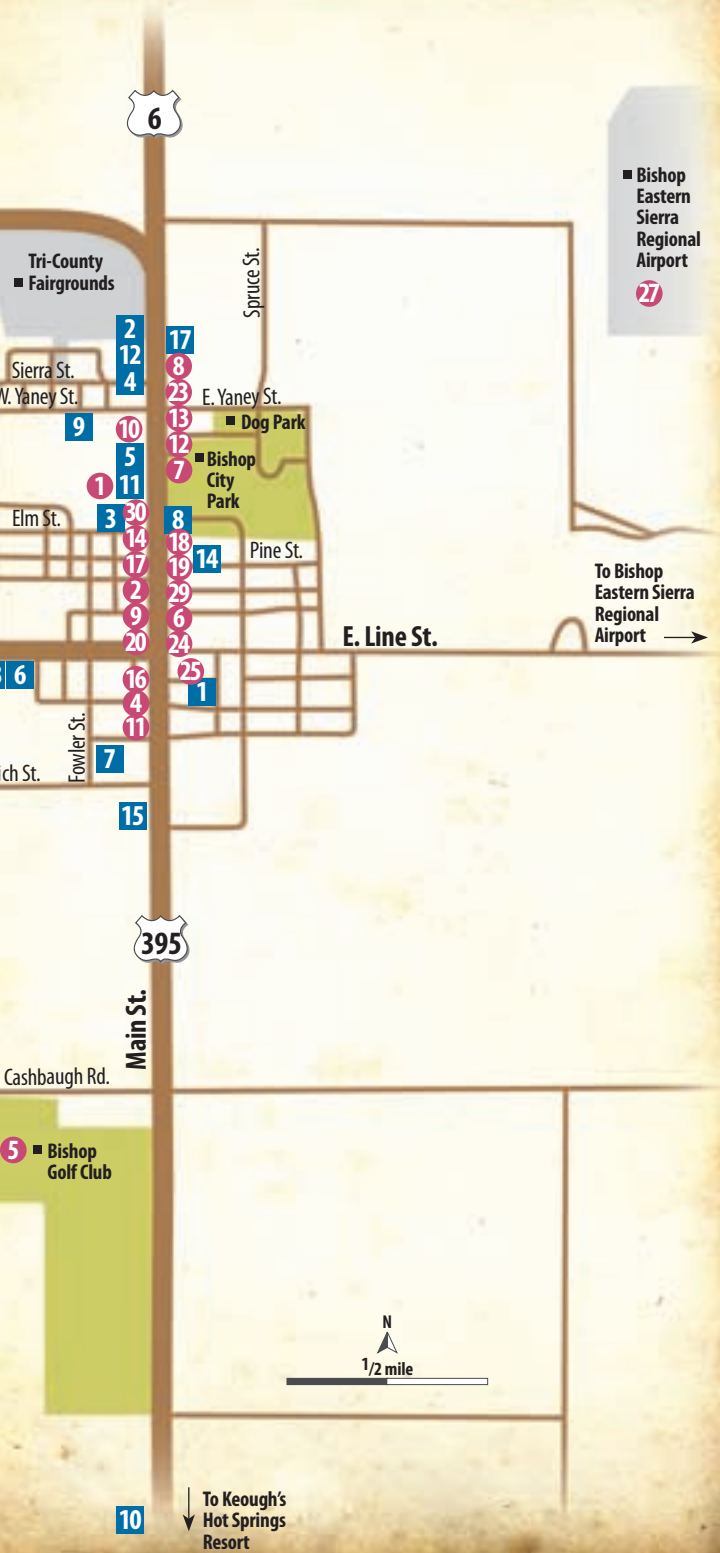 6
Bishop
Eastern
Sierra
Regional
Airport
27
Tri-County
Fairgrounds
Spruce St.
2
17
12
8
Sierra St.
4
23
W. Yaney St.
E. Yaney St.
9
10
13
Dog Park
12
5
Bishop
City
Park
7
1
11
Elm St.
3
30
8
14
18
Pine St.
17
19
14
2
29
To Bishop
Eastern Sierra
Regional
Airport
9
6
20
24
E. Line St.
6
16
25
1
4
11
Fowler St.
7
ich St.
15
395
Main St.
Cashbaugh Rd.
5
Bishop
Golf Club
N
1/2 mile
10
To Keough's
Hot Springs
Resort